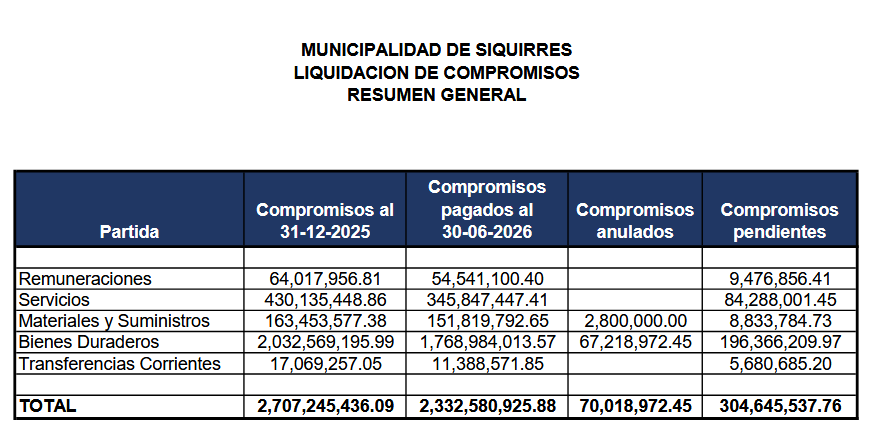 MUNICIPALIDAD DE SIQUIRRES
LIQUIDACION DE COMPROMISOS
RESUMEN GENERAL
Partida Compromisos al 31-12-2025 Compromisos pagados al 30-06-2026 Compromisos anulados Compromisos pendientes
Remuneraciones 64,017,956.81 54,541,100.40 9,476,856.41
Servicios 430,135,448.86 345,847,447.41 84,288,001.45
Materiales y Suministros 163,453,577.38 151,819,792.65 2,800,000.00 8,833,784.73
Bienes Duraderos 2,032,569,195.99 1,768,984,013.57 67,218,972.45 196,366,209.97
Transferencias Corrientes 17,069,257.05 11,388,571.85 5,680,685.20
TOTAL 2,707,245,436.09 2,332,580,925.88 70,018,972.45 304,645,537.76